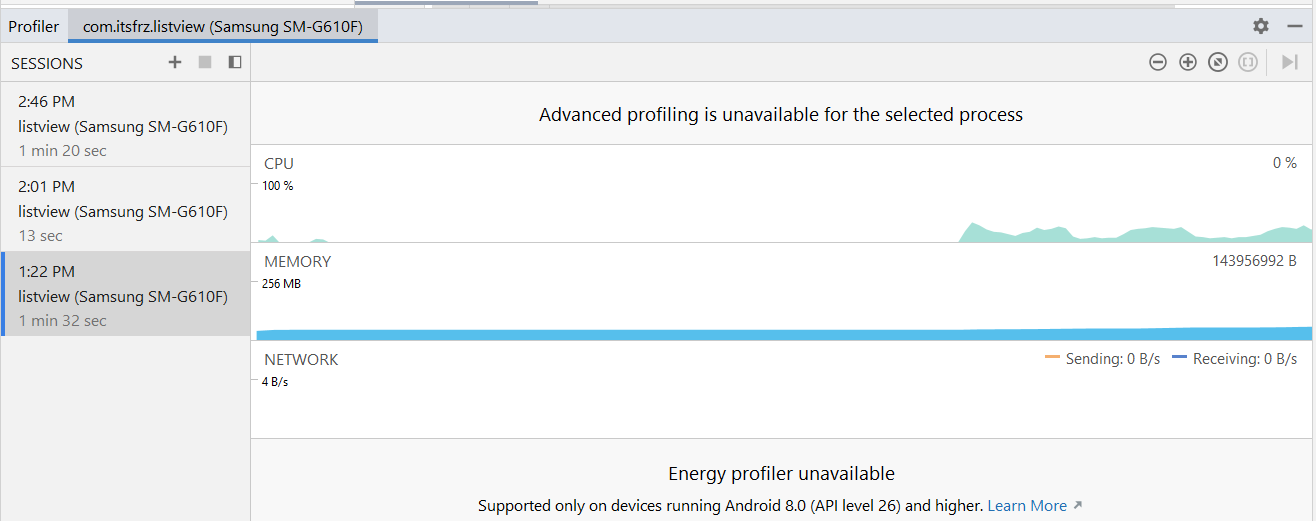 Profiler com.itsfrz.listview (Samsung SM-G610F)
SESSIONS
2:46 PM
listview (Samsung SM-G610F)
1 min 20 sec
2:01 PM
listview (Samsung SM-G610F)
13 sec
1:22 PM
listview (Samsung SM-G610F)
1 min 32 sec
Advanced profiling is unavailable for the selected process
CPU 0 %
100 %
MEMORY 143956992 B
256 MB
NETWORK Sending: 0 B/s Receiving: 0 B/s
4 B/s
Energy profiler unavailable
Supported only on devices running Android 8.0 (API level 26) and higher. Learn More